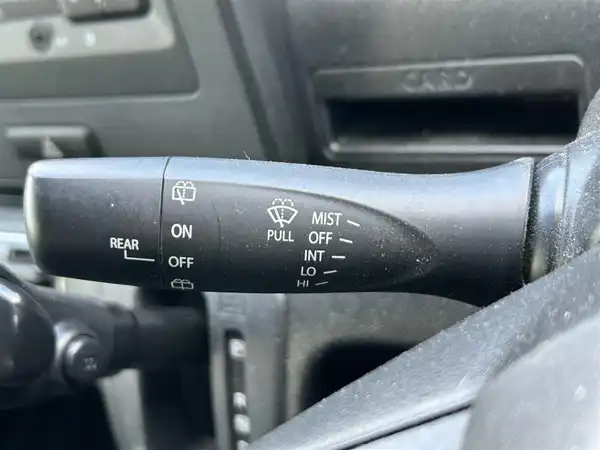 CARD
ON
REAR
OFF
PULL
MIST
OFF
INT
LO
HI
R
N